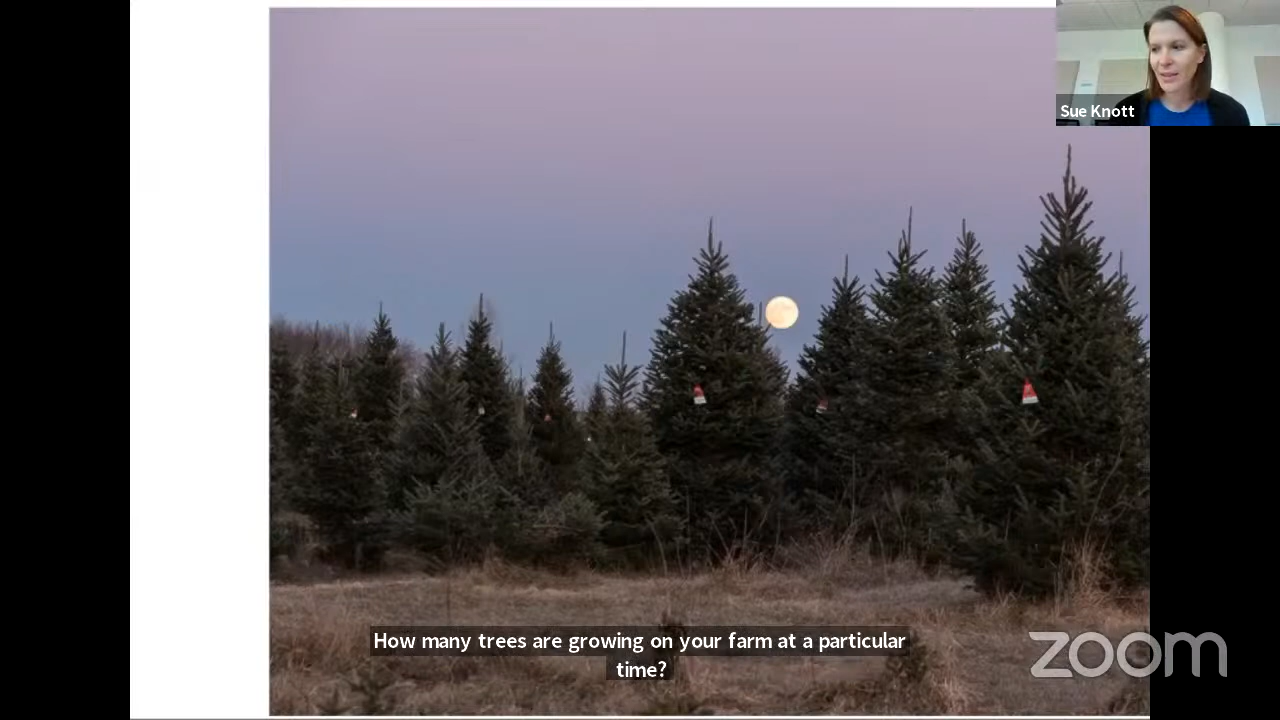 Sue Knott
How many trees are growing on your farm at a particular
time?
zoom